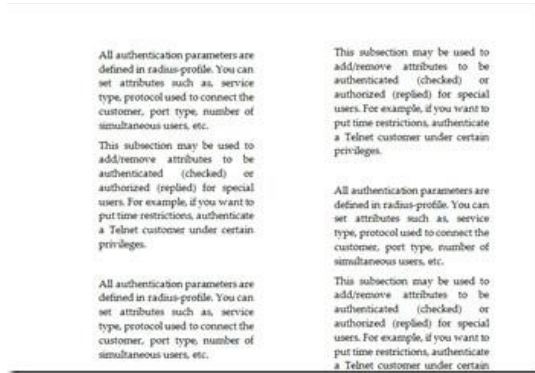 All authentication parameters are
defined in radius-profile. You can
set attributes such as, service
type, protocol used to connect the
customer, port type, number of
simultaneous users, etc.
This subsection may be used to
add/remove attributes to be
authenticated (checked) or
authorized (replied) for special
users. For example, if you want to
put time restrictions, authenticate
a Telnet customer under certain
privileges.
All authentication parameters are
defined in radius-profile. You can
set attributes such as, service
type, protocol used to connect the
customer, port type, number of
simultaneous users, etc.
This subsection may be used to
add/remove attributes to be
authenticated (checked) or
authorized (replied) for special
users. For example, if you want to
put time restrictions, authenticate
a Telnet customer under certain
privileges.
All authentication parameters are
defined in radius-profile. You can
set attributes such as, service
type, protocol used to connect the
customer, port type, number of
simultaneous users, etc.
This subsection may be used to
add/remove attributes to be
authenticated (checked) or
authorized (replied) for special
users. For example, if you want to
put time restrictions, authenticate
a Telnet customer under certain